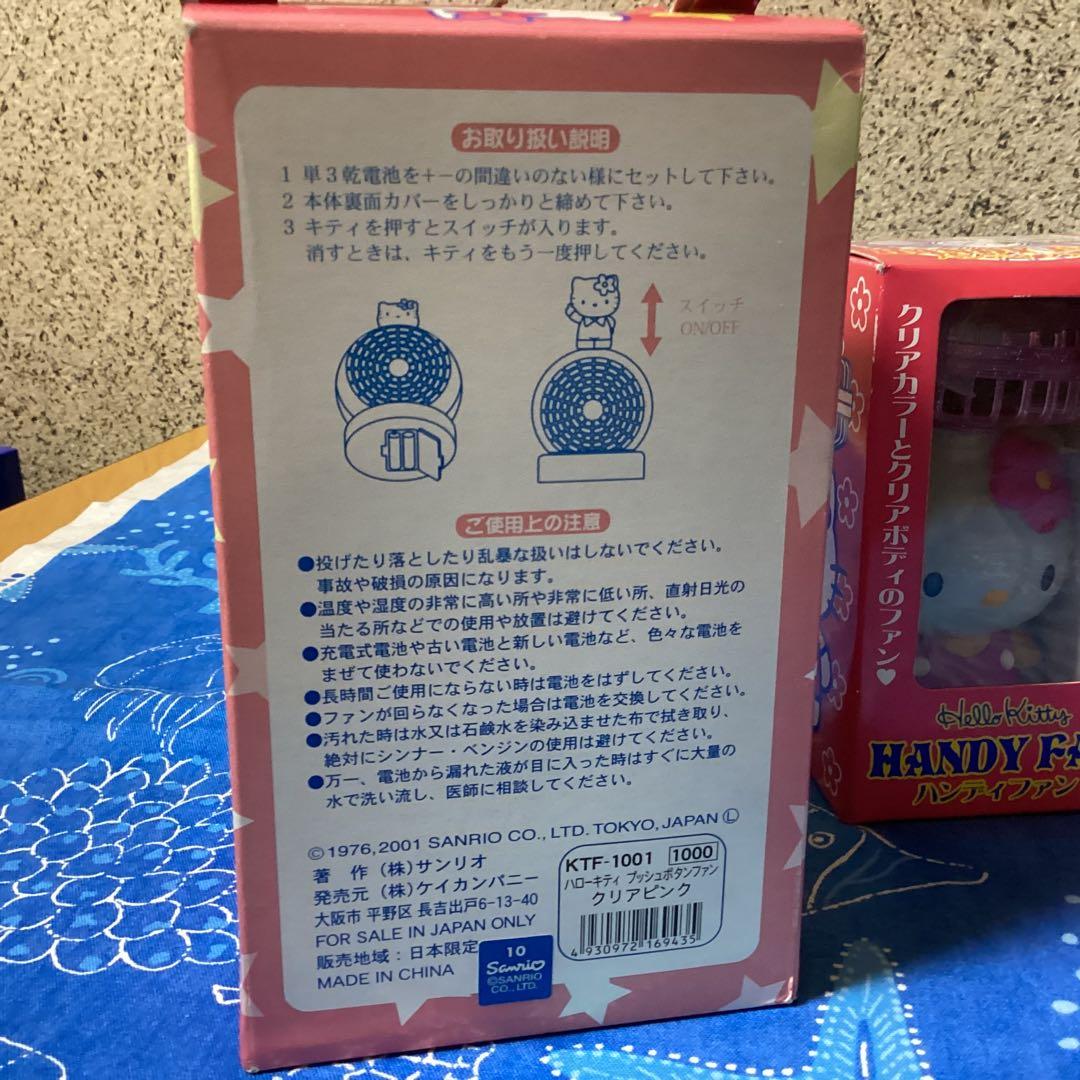 お取り扱い説明
1 単3乾電池を+−の間違いのない様にセットして下さい。
2 本体裏面カバーをしっかりと締めて下さい。
3 キティを押すとスイッチが入ります。
消すときは、キティをもう一度押してください。
スイッチ
ON/OFF
ご使用上の注意
●投げたり落としたり乱暴な扱いはしないでください。
事故や破損の原因になります。
●温度や湿度の非常に高い所や非常に低い所、直射日光の
当たる所などでの使用や放置は避けてください。
●充電式電池や古い電池と新しい電池など、色々な電池を
まぜて使わないでください。
●長時間ご使用にならない時は電池をはずしてください。
●ファンが回らなくなった場合は電池を交換してください。
●汚れた時は水又は石鹸水を染み込ませた布で拭き取り、
絶対にシンナー・ベンジンの使用は避けてください。
●万一、電池から漏れた液が目に入った時はすぐに大量の
水で洗い流し、医師に相談してください。
©1976,2001 SANRIO CO., LTD. TOKYO, JAPAN Ⓛ
著 作 (株)サンリオ
発売元 (株)ケイカンパニー
大阪市 平野区 長吉出戸6-13-40
FOR SALE IN JAPAN ONLY
販売地域:日本限定
MADE IN CHINA
10
Sanrio
©SANRIO
CO., LTD.
KTF-1001 1000
ハローキティ プッシュボタンファン
クリアピンク
4 930972 169435
クリアカラーとクリアボディのファン♥
Hello Kitty
HANDY FA
ハンディファン